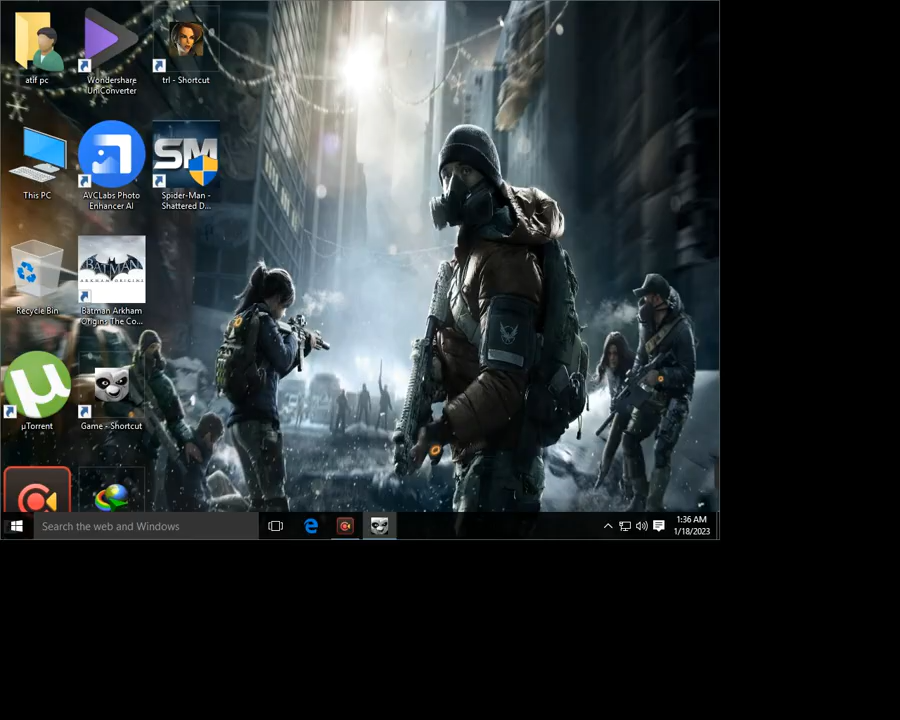 atif pc
Wondershare
UniConverter
trl - Shortcut
This PC
AVCLabs Photo
Enhancer AI
SM
Spider-Man -
Shattered D...
Recycle Bin
BATMAN
ARKHAM ORIGINS
Batman Arkham
Origins The Co...
µTorrent
Game - Shortcut
Search the web and Windows
1:36 AM
1/18/2023